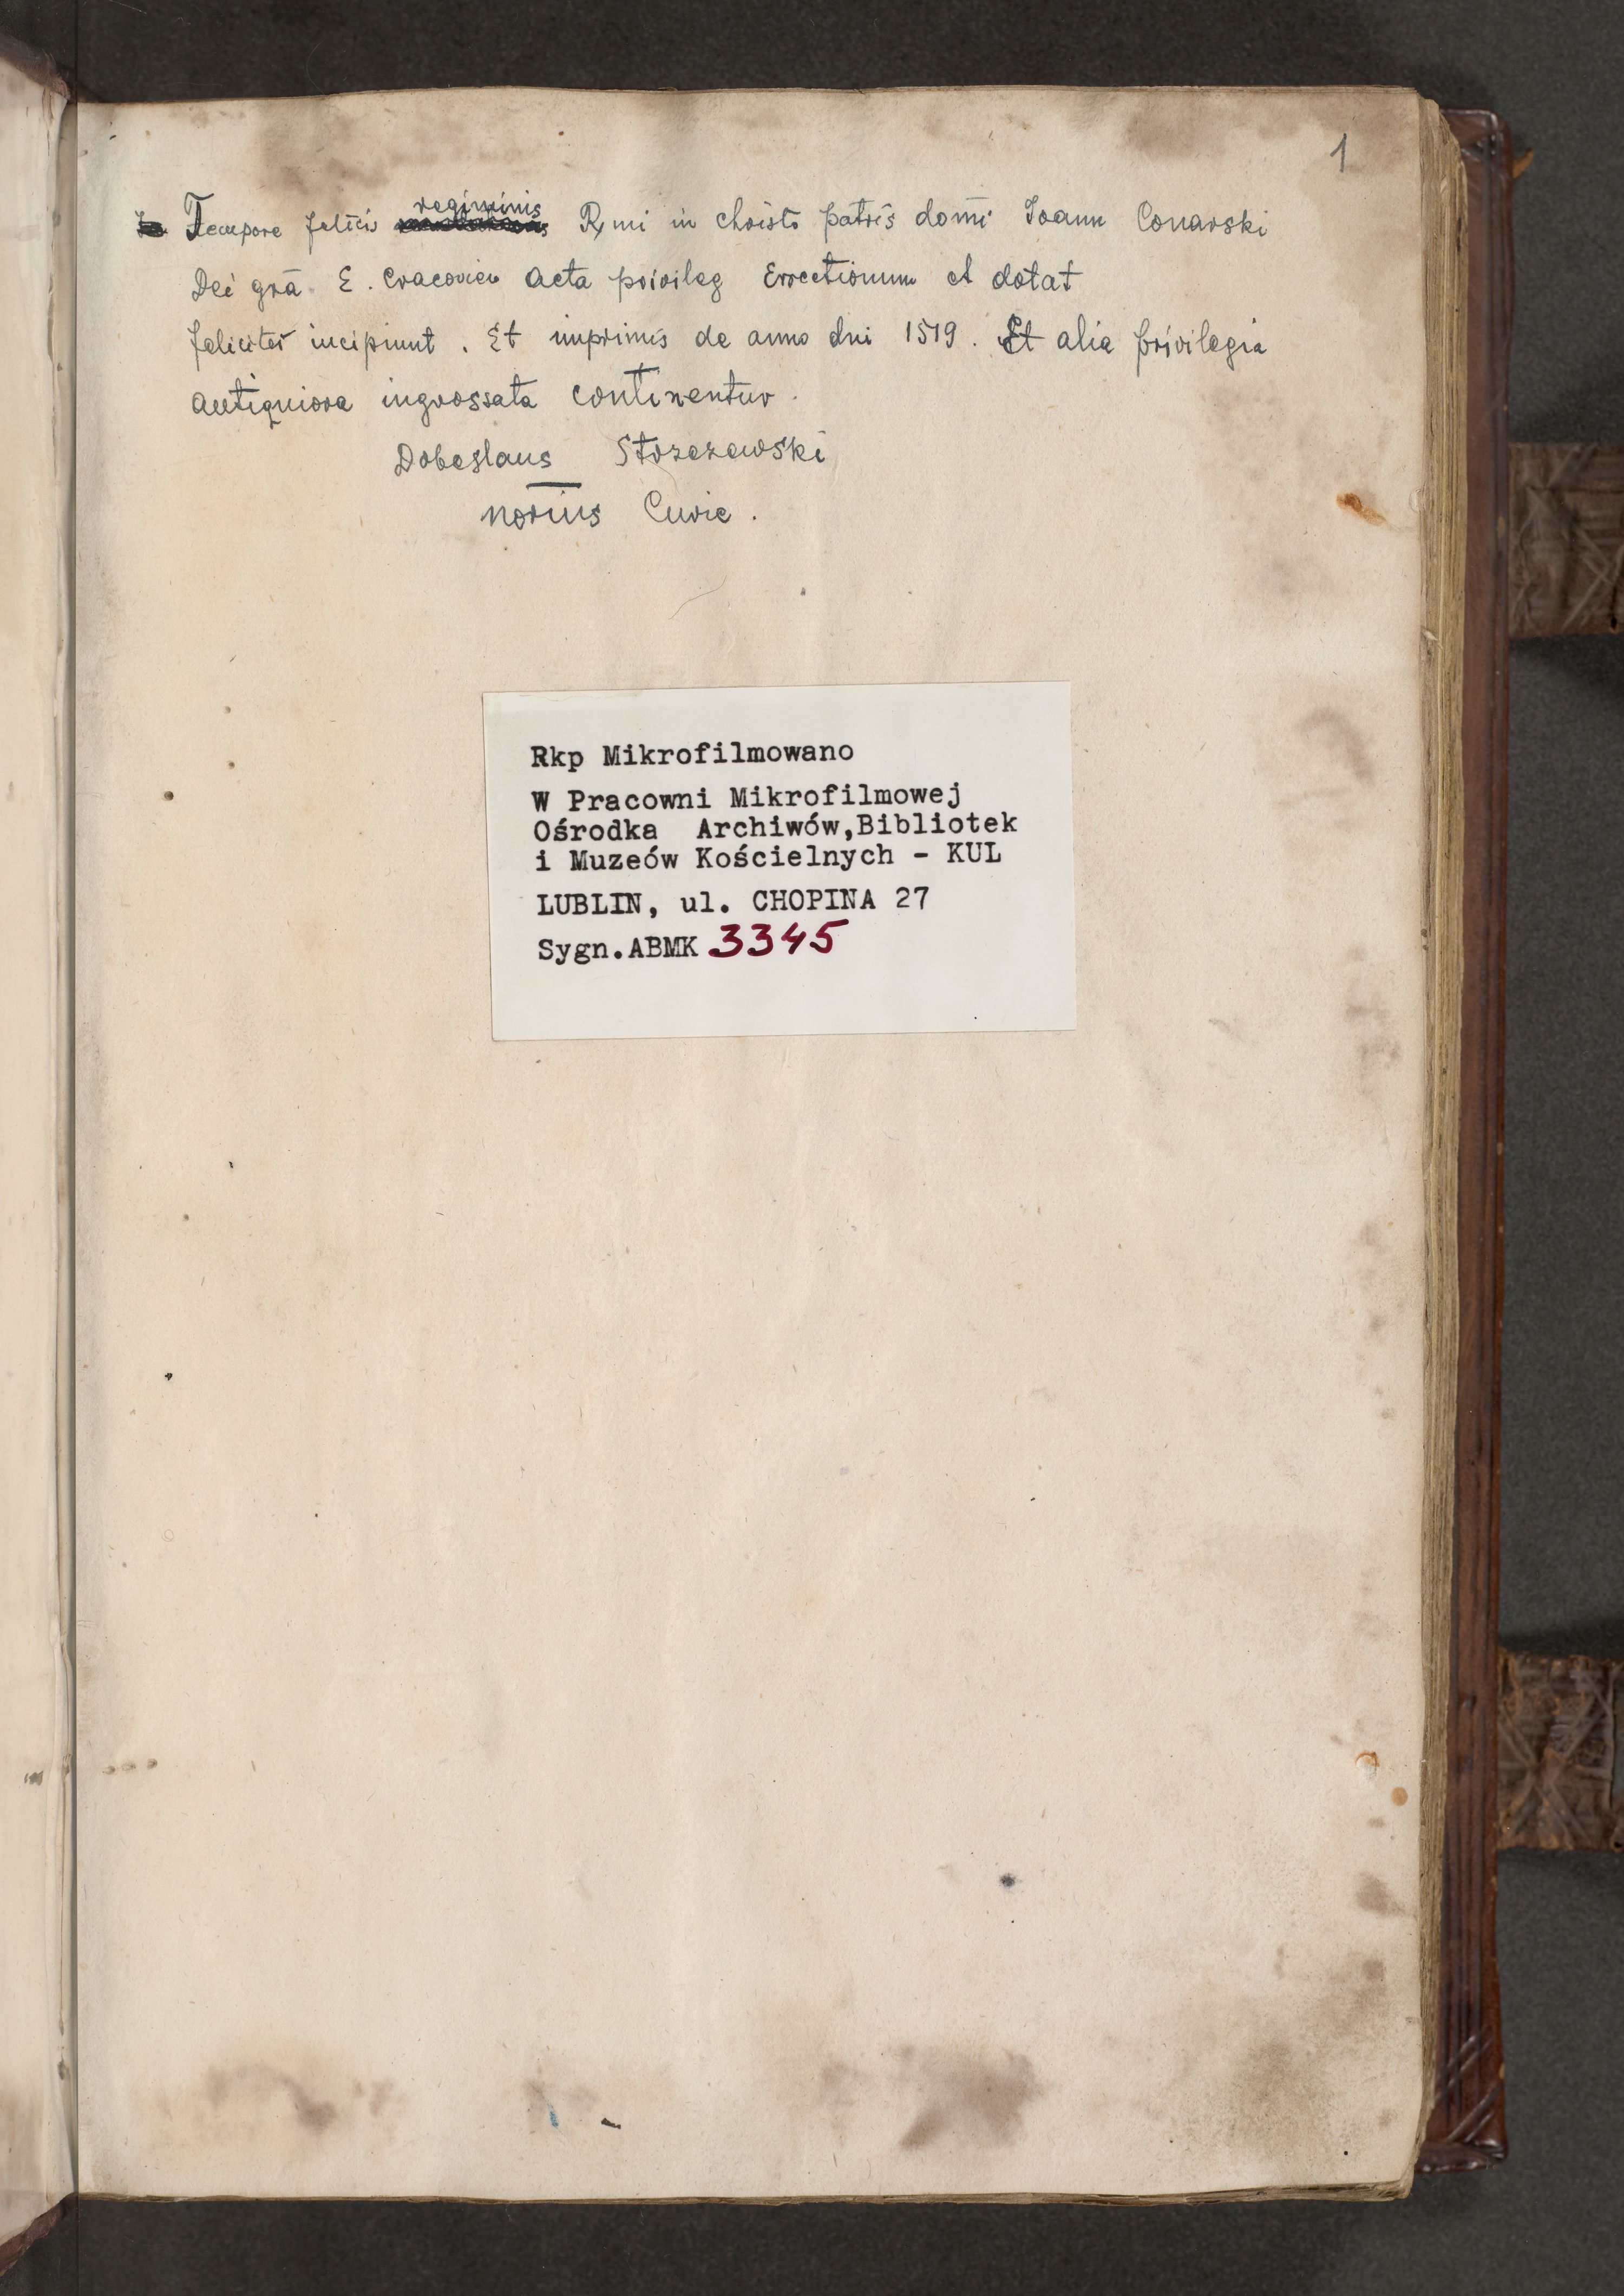 1
Tempore felicis regiminis Rmi in christo patris domi Ioann Conarski
Dei gra. E. Cracovien acta privileg Errectionum et dotat
feliciter incipiunt. Et imprimis de anno dni 1519. Et alia privilegia
antiquiora ingrossata continentur.
Dobeslaus Strzezewski
norius Curie.
Rkp Mikrofilmowano
W Pracowni Mikrofilmowej
Ośrodka Archiwów,Bibliotek
i Muzeów Kościelnych - KUL
LUBLIN, ul. CHOPINA 27
Sygn.ABMK 3345